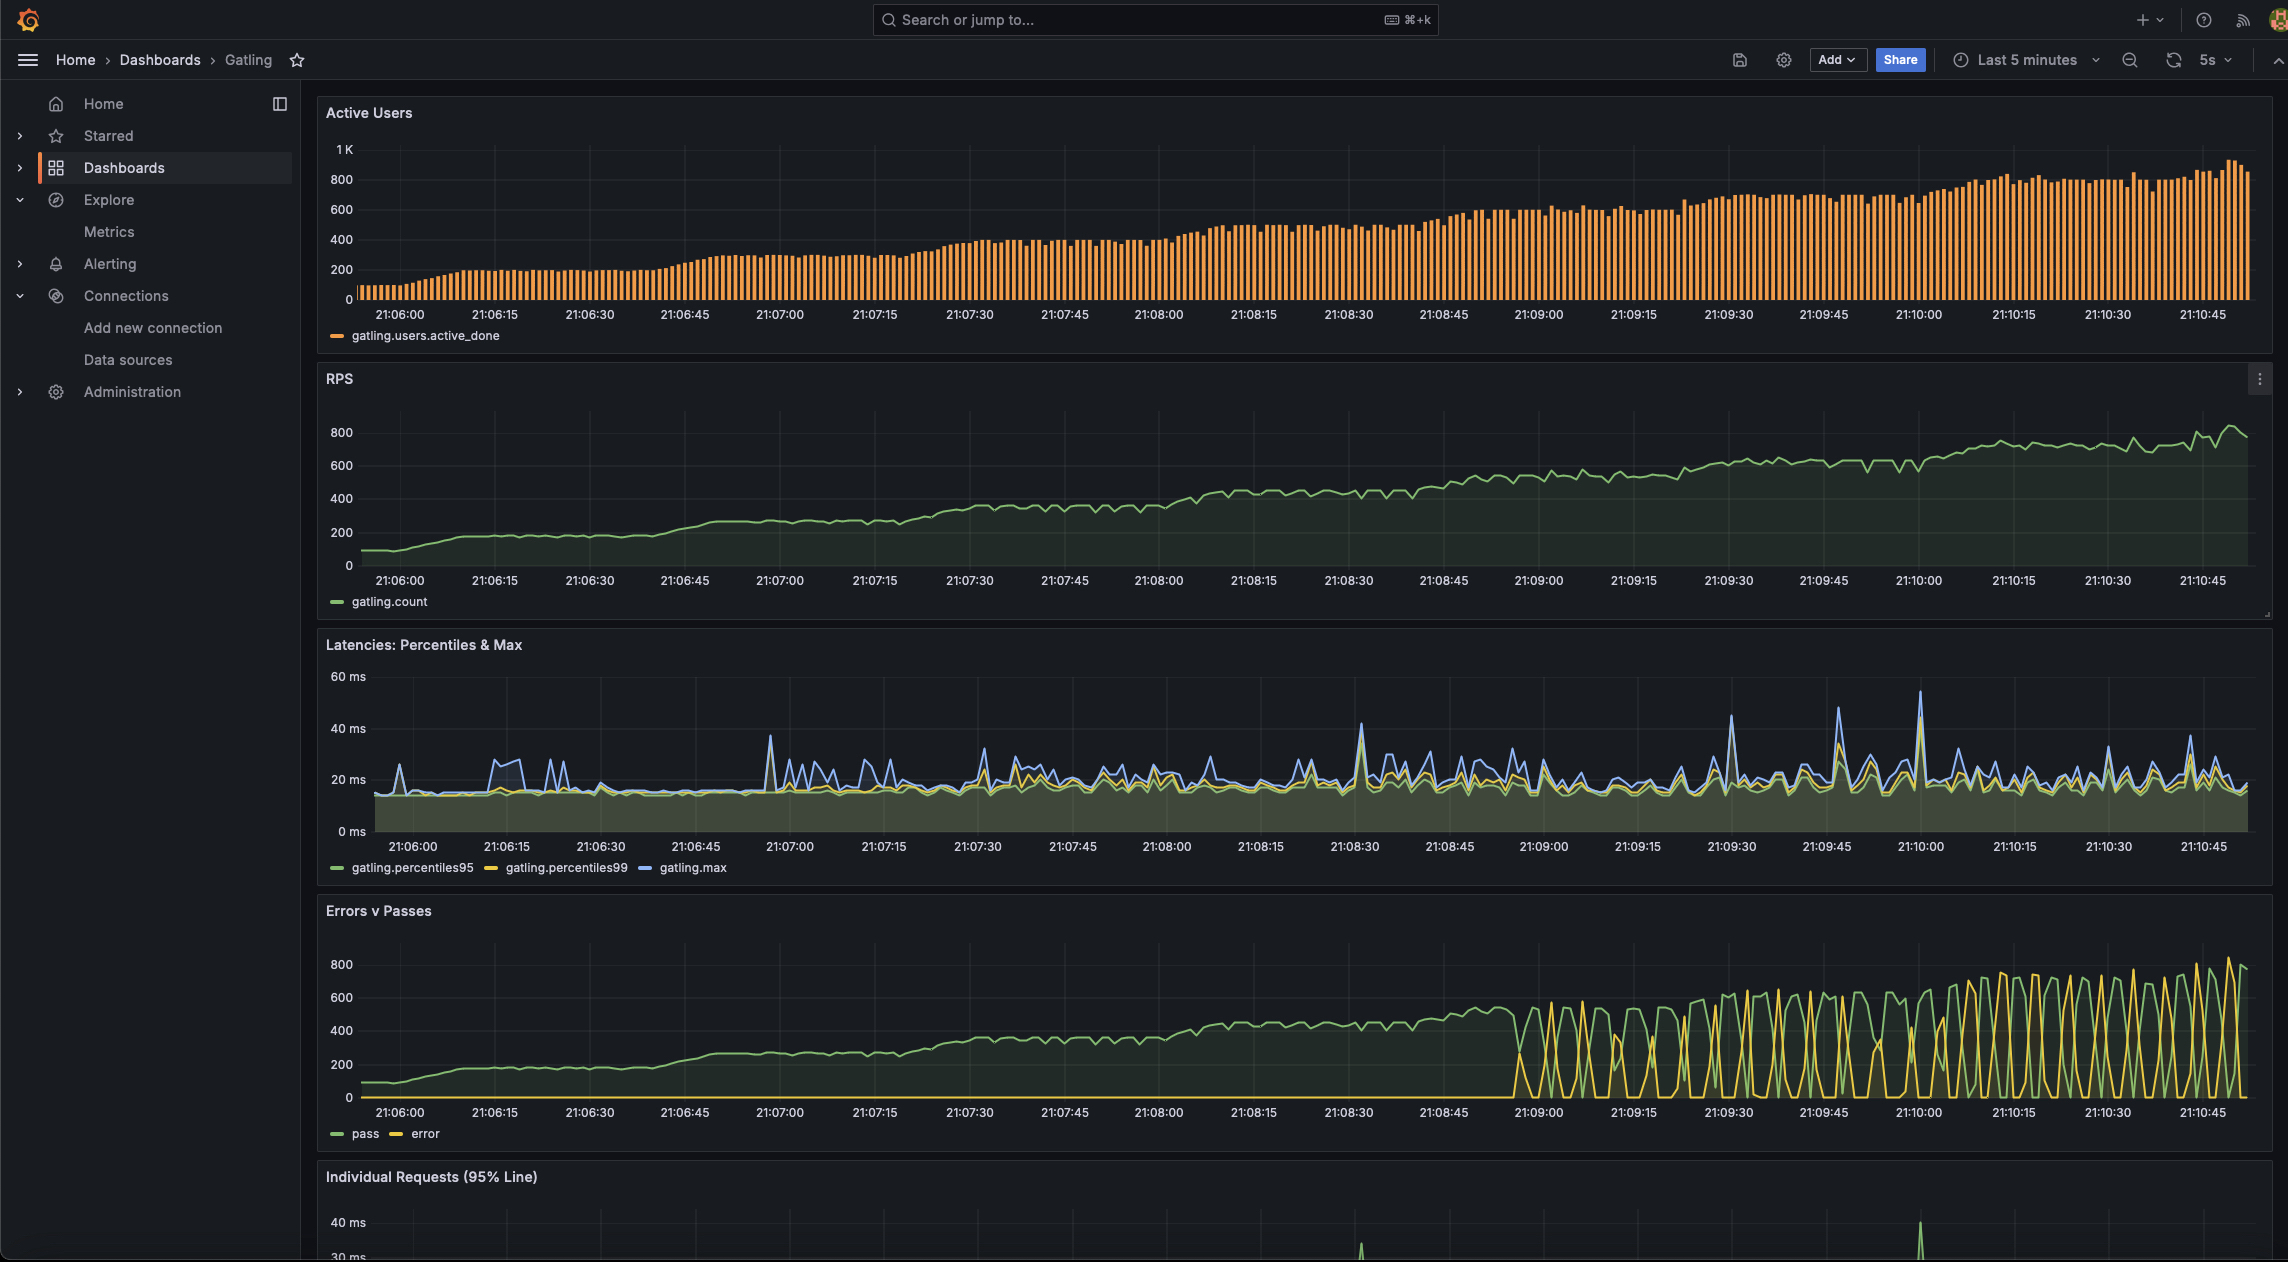 Search or jump to...
⌘+k
Home › Dashboards › Gatling
Add
Share
Last 5 minutes
5s
Home
Starred
Dashboards
Explore
Metrics
Alerting
Connections
Add new connection
Data sources
Administration
Active Users
1 K
800
600
400
200
0
21:06:00 21:06:15 21:06:30 21:06:45 21:07:00 21:07:15 21:07:30 21:07:45 21:08:00 21:08:15 21:08:30 21:08:45 21:09:00 21:09:15 21:09:30 21:09:45 21:10:00 21:10:15 21:10:30 21:10:45
gatling.users.active_done
RPS
800
600
400
200
0
21:06:00 21:06:15 21:06:30 21:06:45 21:07:00 21:07:15 21:07:30 21:07:45 21:08:00 21:08:15 21:08:30 21:08:45 21:09:00 21:09:15 21:09:30 21:09:45 21:10:00 21:10:15 21:10:30 21:10:45
gatling.count
Latencies: Percentiles & Max
60 ms
40 ms
20 ms
0 ms
21:06:00 21:06:15 21:06:30 21:06:45 21:07:00 21:07:15 21:07:30 21:07:45 21:08:00 21:08:15 21:08:30 21:08:45 21:09:00 21:09:15 21:09:30 21:09:45 21:10:00 21:10:15 21:10:30 21:10:45
gatling.percentiles95 gatling.percentiles99 gatling.max
Errors v Passes
800
600
400
200
0
21:06:00 21:06:15 21:06:30 21:06:45 21:07:00 21:07:15 21:07:30 21:07:45 21:08:00 21:08:15 21:08:30 21:08:45 21:09:00 21:09:15 21:09:30 21:09:45 21:10:00 21:10:15 21:10:30 21:10:45
pass error
Individual Requests (95% Line)
40 ms
30 ms